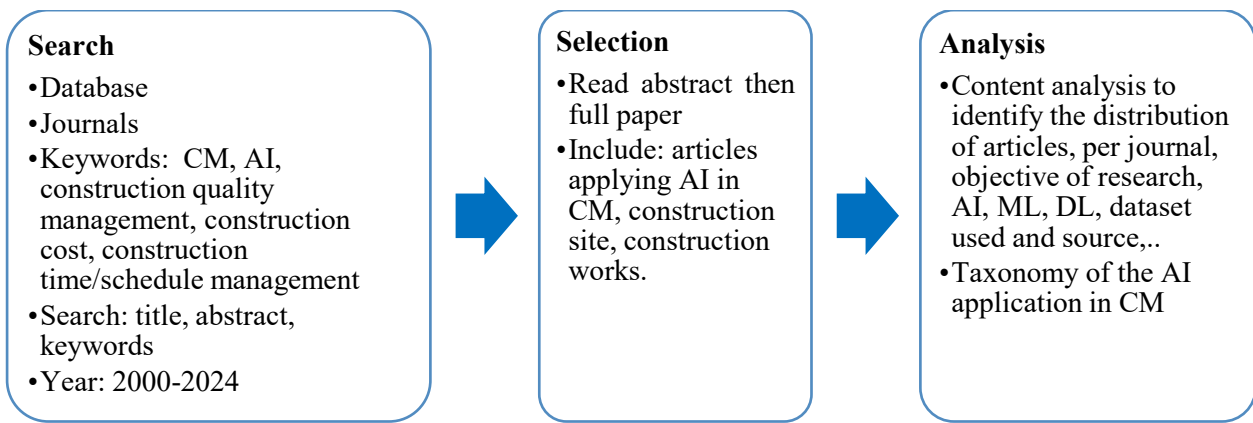 Search
•Database
•Journals
•Keywords: CM, AI,
construction quality
management, construction
cost, construction
time/schedule management
•Search: title, abstract,
keywords
•Year: 2000-2024
Selection
•Read abstract then
full paper
•Include: articles
applying AI in
CM, construction
site, construction
works.
Analysis
•Content analysis to
identify the distribution
of articles, per journal,
objective of research,
AI, ML, DL, dataset
used and source,..
•Taxonomy of the AI
application in CM